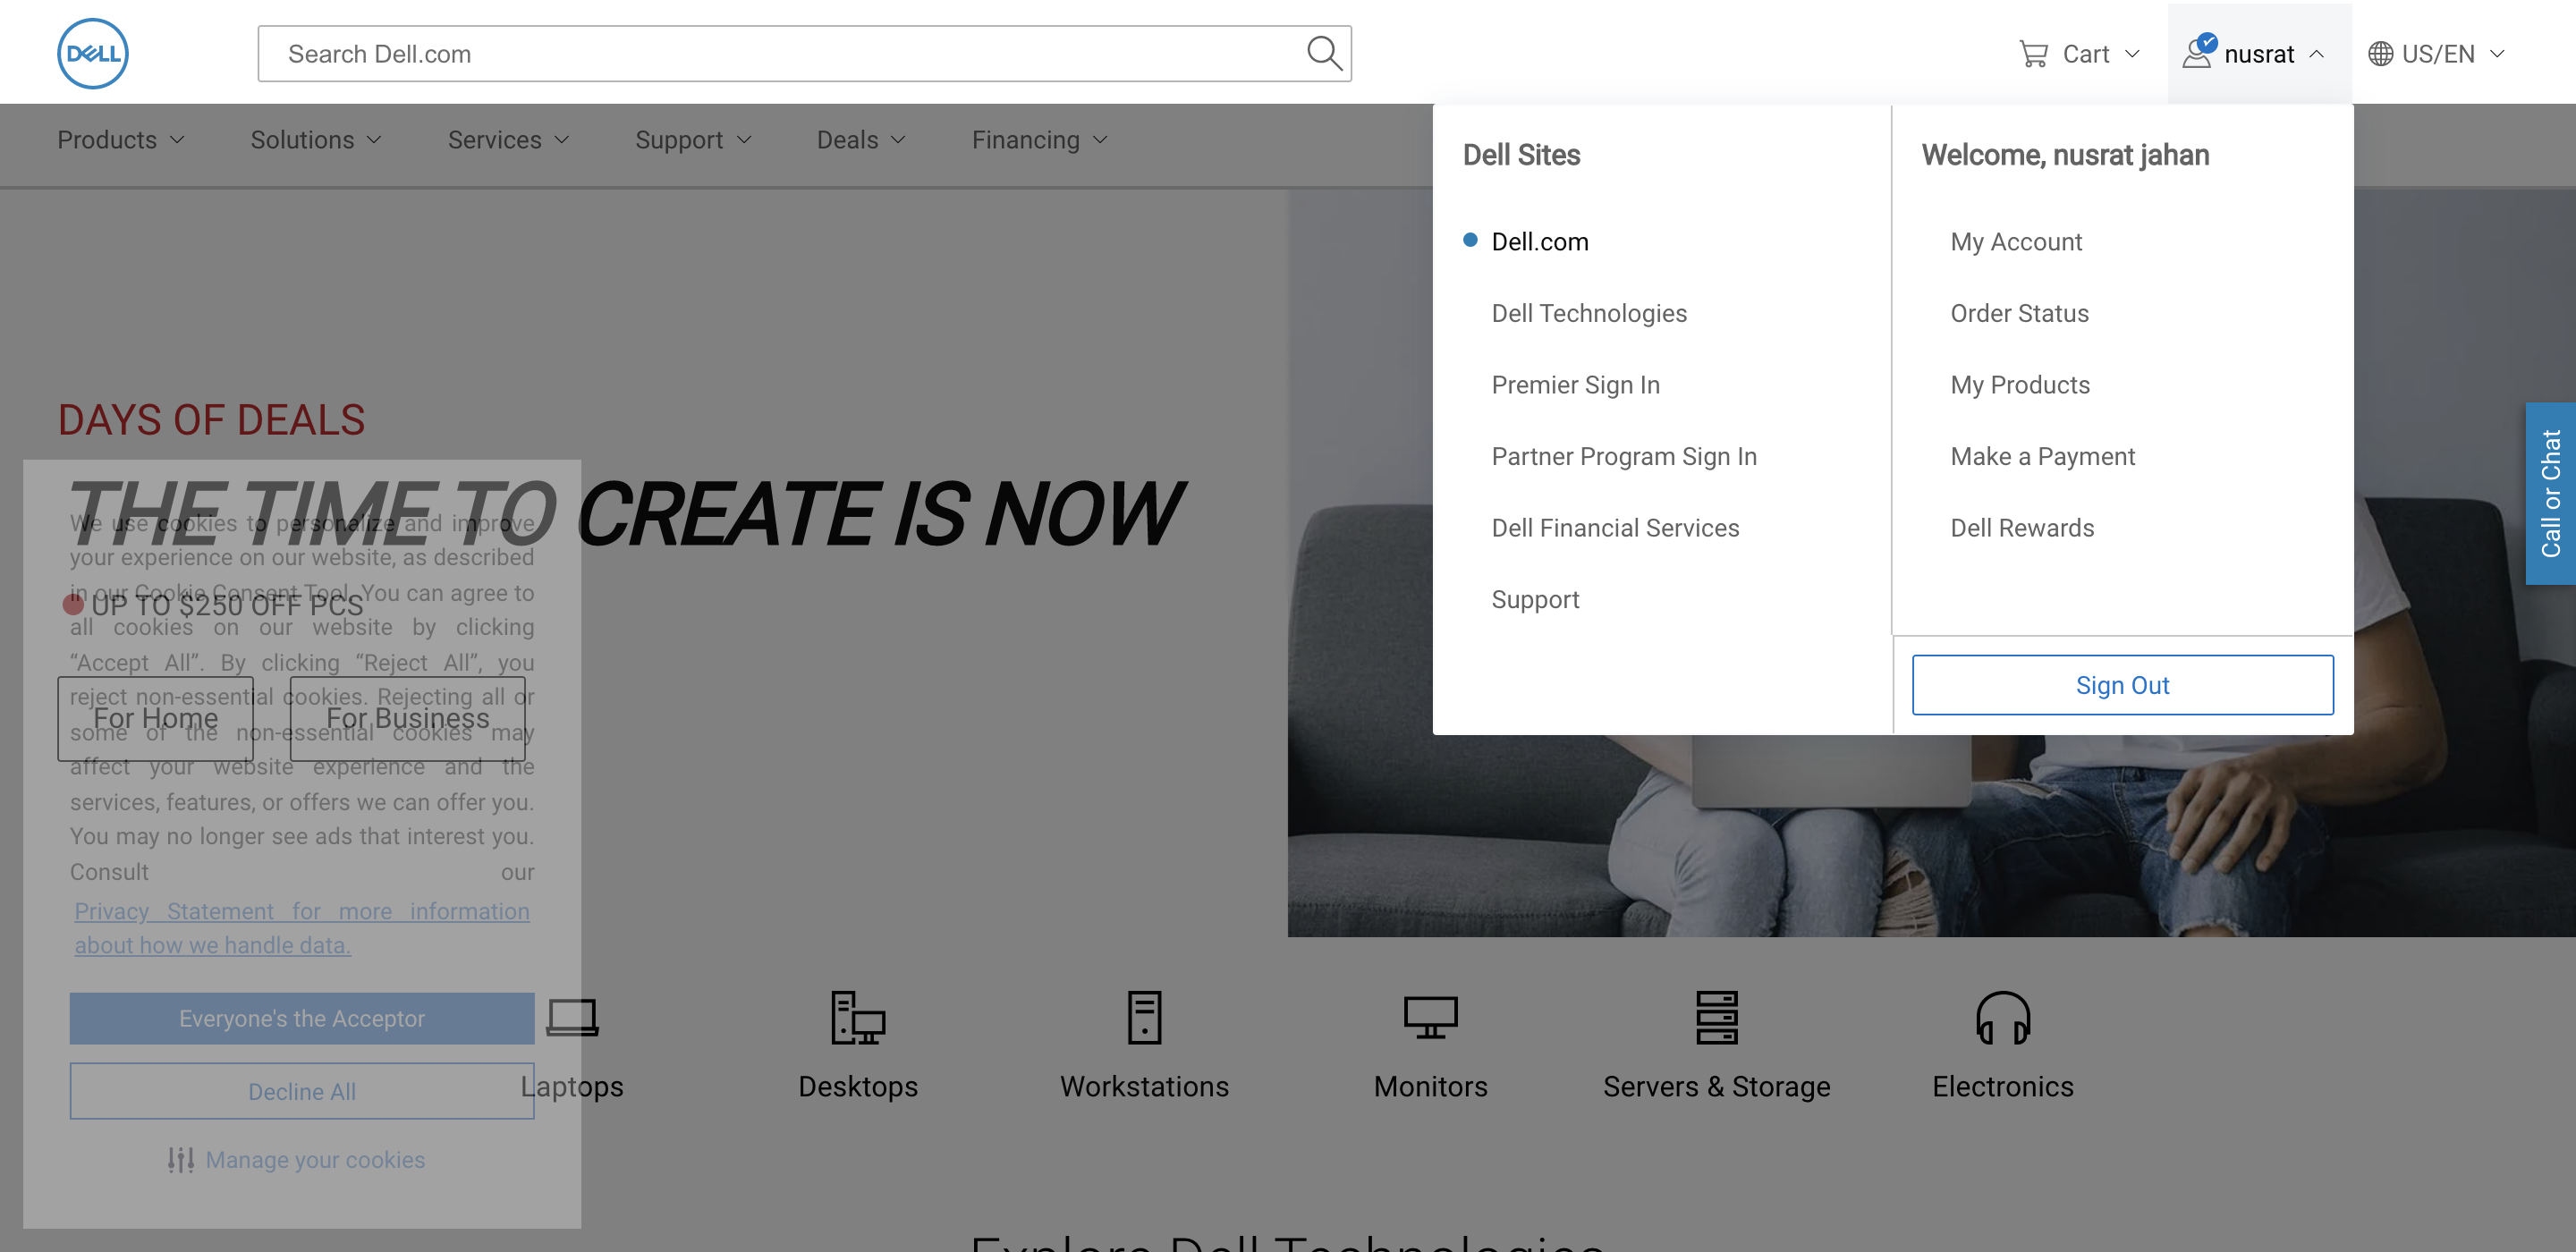 DELL
Search Dell.com
Cart
nusrat
US/EN
Products
Solutions
Services
Support
Deals
Financing
Dell Sites
Dell.com
Dell Technologies
Premier Sign In
Partner Program Sign In
Dell Financial Services
Support
Welcome, nusrat jahan
My Account
Order Status
My Products
Make a Payment
Dell Rewards
Sign Out
Call or Chat
DAYS OF DEALS
THE TIME TO CREATE IS NOW
UP TO $250 OFF PCS
For Home
For Business
We use cookies to personalize and improve
your experience on our website, as described
in our Cookie Consent Tool. You can agree to
all cookies on our website by clicking
“Accept All”. By clicking “Reject All”, you
reject non-essential cookies. Rejecting all or
some of the non-essential cookies may
affect your website experience and the
services, features, or offers we can offer you.
You may no longer see ads that interest you.
Consult our
Privacy Statement for more information
about how we handle data.
Everyone's the Acceptor
Decline All
Manage your cookies
Laptops
Desktops
Workstations
Monitors
Servers & Storage
Electronics
Explore Dell Technologies